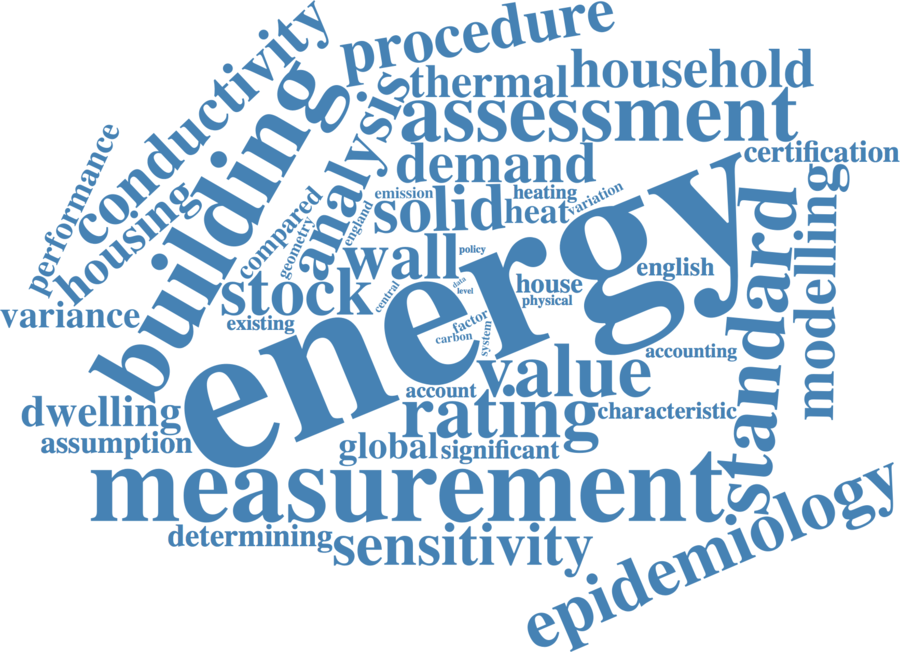 procedure
conductivity
thermal
household
building
analysis
assessment
performance
demand
certification
housing
compared
emission
heating
variation
solid
heat
england
geometry
wall
policy
energy
standard
modelling
english
stock
central
data
level
house
physical
variance
existing
factor
carbon
system
accounting
value
account
dwelling
rating
characteristic
assumption
global
significant
measurement
determining
sensitivity
epidemiology